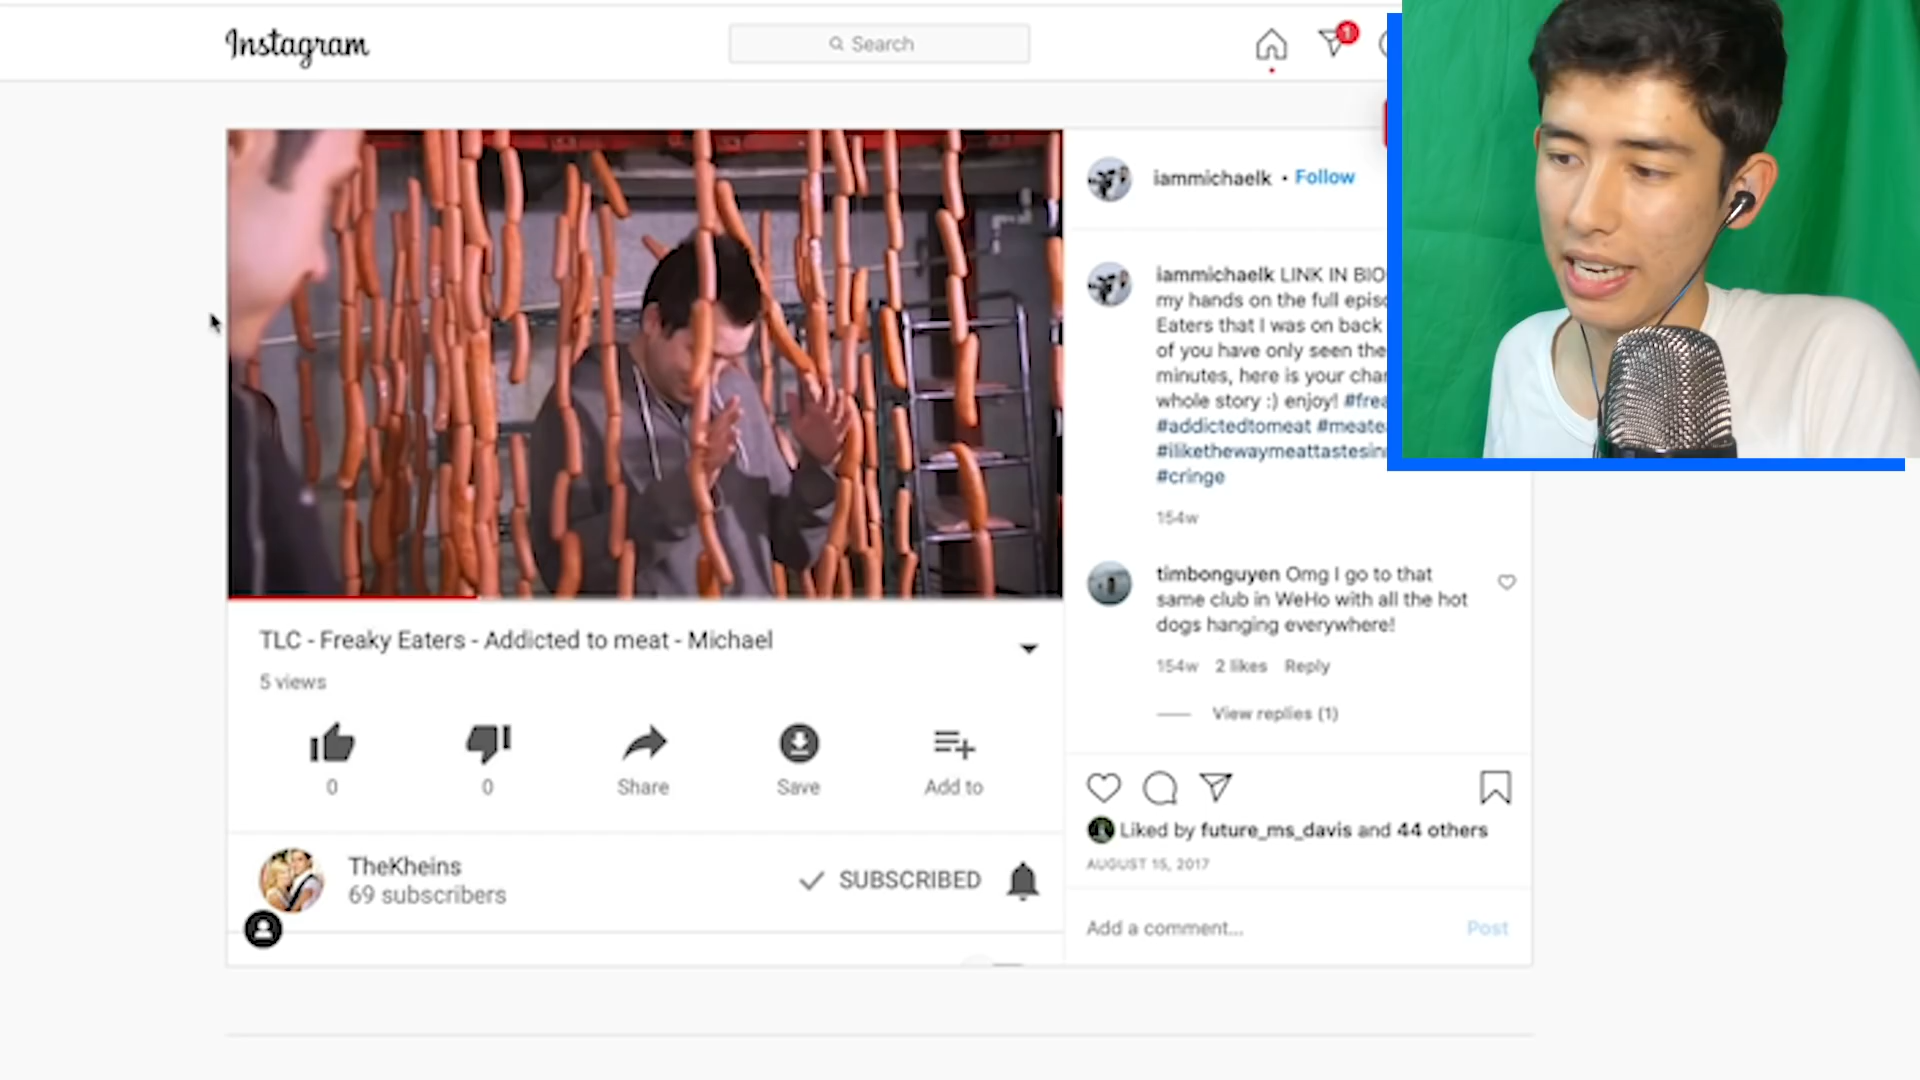 Instagram
Search
1
iammichaelk • Follow
iammichaelk LINK IN BIO
my hands on the full
Eaters that I was on back
of you have only seen the
minutes, here is your
whole story :) enjoy!
#addictedtomeat
#cringe
154w
timbonguyen Omg I go to that
same club in WeHo with all the hot
dogs hanging everywhere!
154w 2 likes Reply
View replies (1)
Liked by future_ms_davis and 44 others
AUGUST 15, 2017
Add a comment... Post
TLC - Freaky Eaters - Addicted to meat - Michael
5 views
0 0 Share Save Add to
TheKheins
69 subscribers
SUBSCRIBED